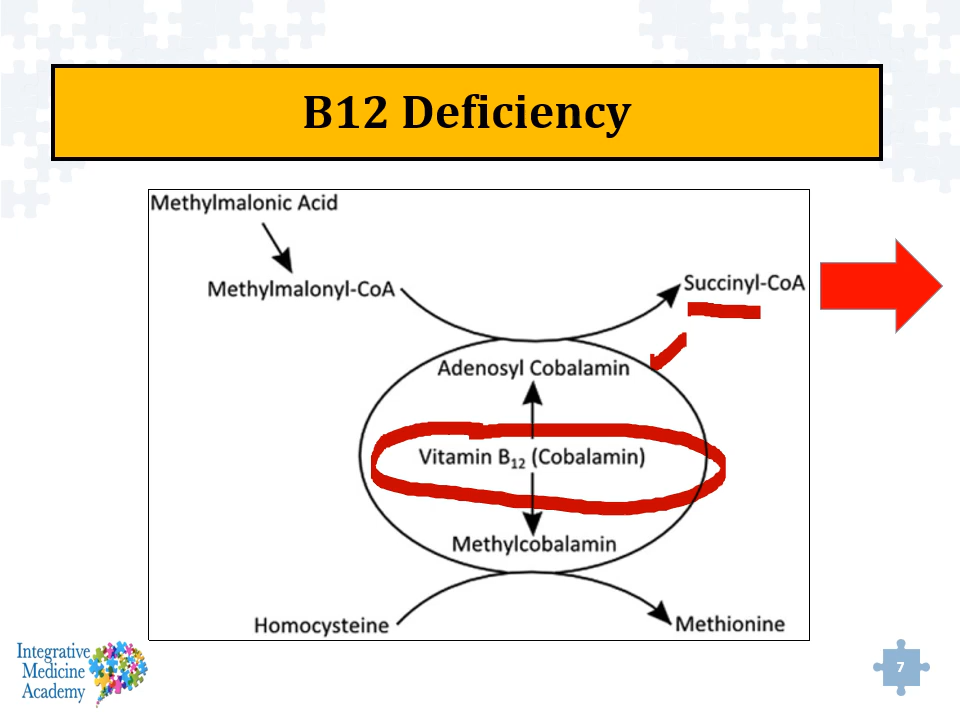 B12 Deficiency
Methylmalonic Acid
Methylmalonyl-CoA
Succinyl-CoA
Adenosyl Cobalamin
Vitamin B₁₂ (Cobalamin)
Methylcobalamin
Homocysteine
Methionine
Integrative
Medicine
Academy
7